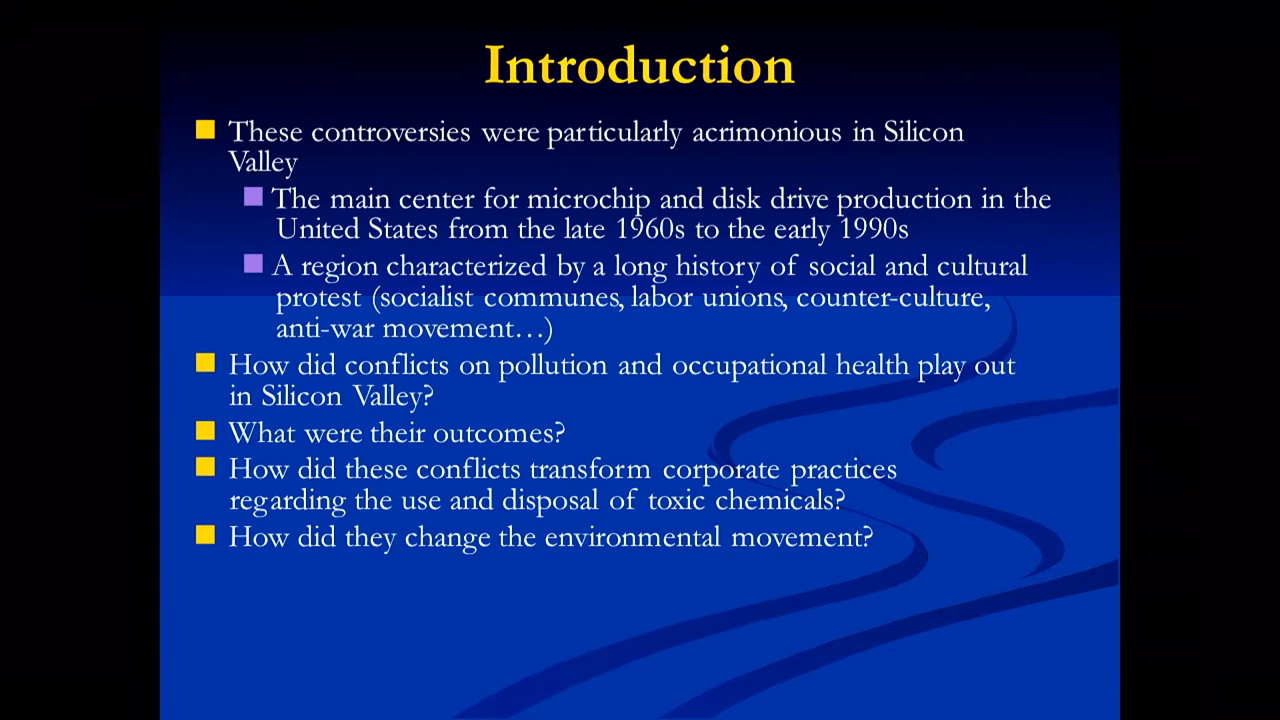 Introduction
These controversies were particularly acrimonious in Silicon
Valley
The main center for microchip and disk drive production in the
United States from the late 1960s to the early 1990s
A region characterized by a long history of social and cultural
protest (socialist communes, labor unions, counter-culture,
anti-war movement…)
How did conflicts on pollution and occupational health play out
in Silicon Valley?
What were their outcomes?
How did these conflicts transform corporate practices
regarding the use and disposal of toxic chemicals?
How did they change the environmental movement?